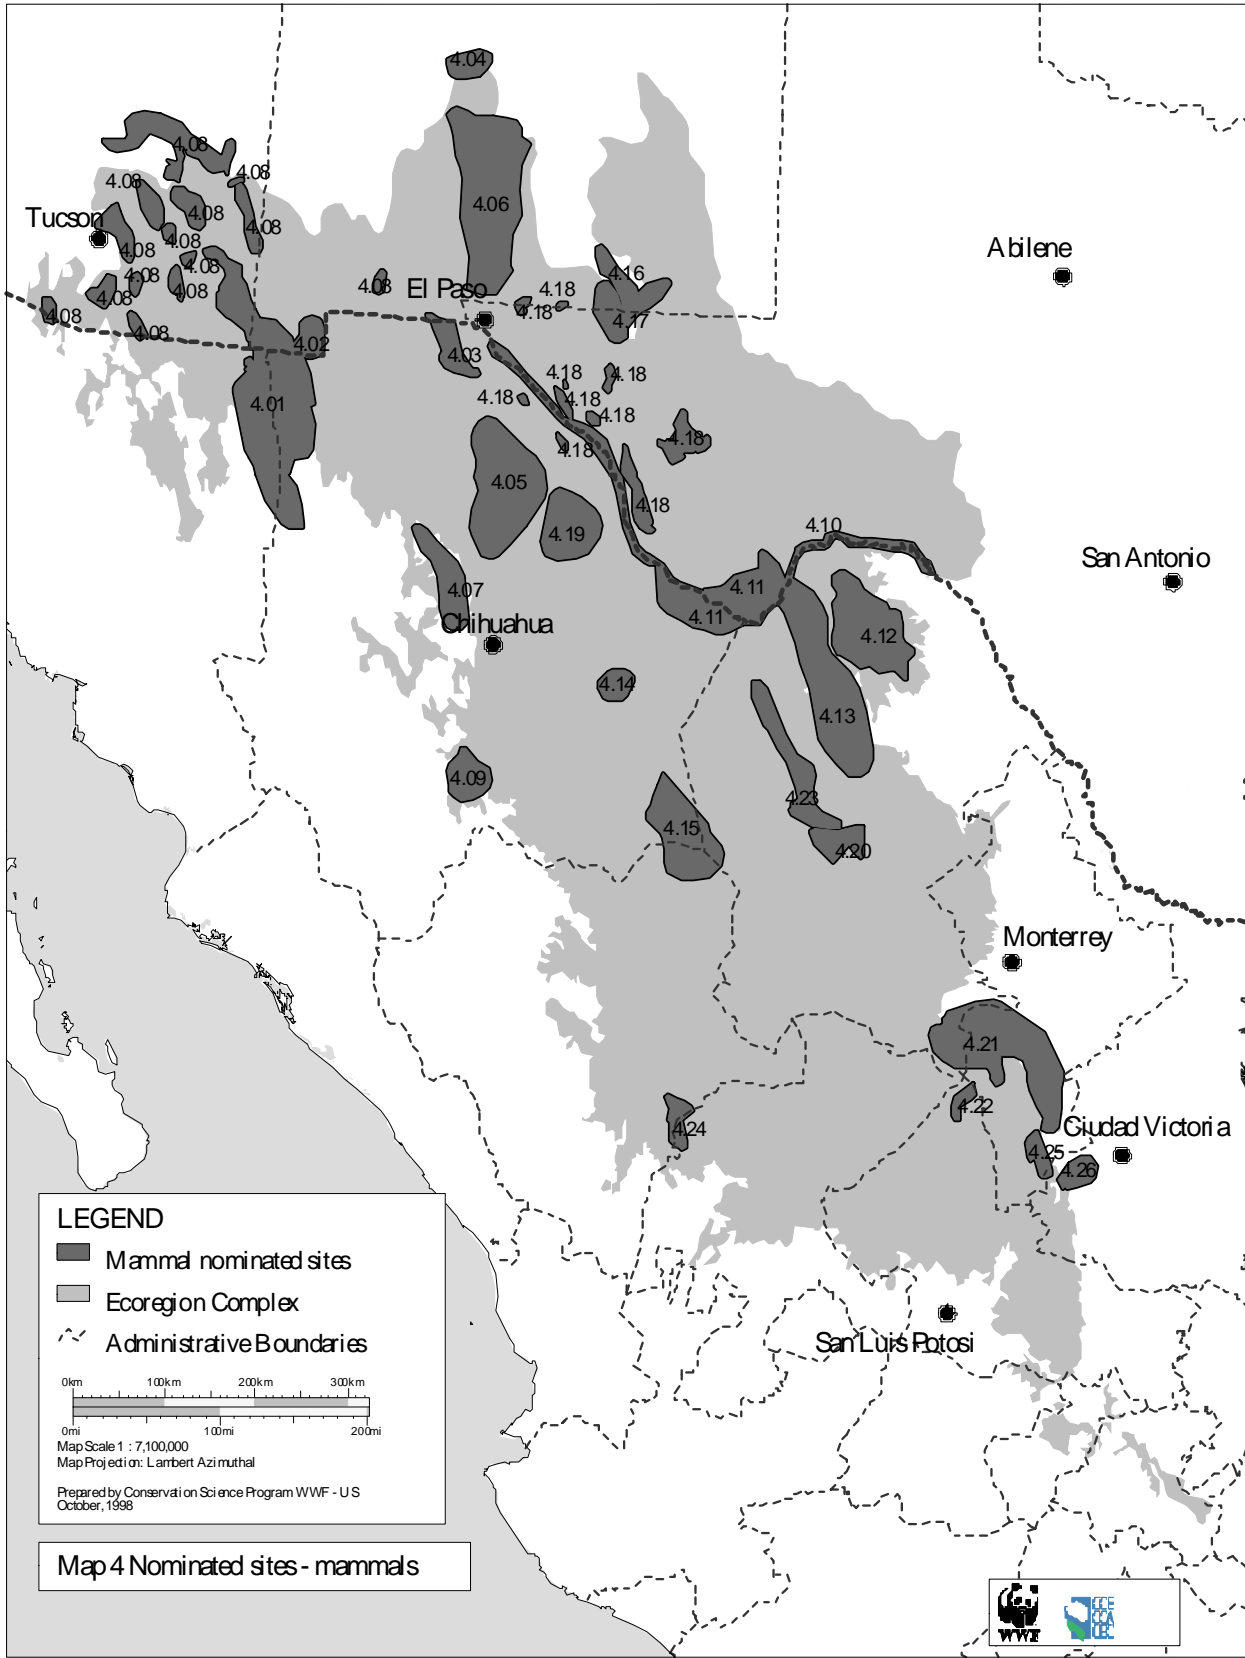 4.04
4.08
4.08
4.08
4.06
4.08
Tucson
4.08
4.08
4.08
Abilene
4.08
4.08
4.16
4.08
4.08
El Paso
4.18
4.08
4.08
4.18
4.08
4.17
4.02
4.03
4.18
4.18
4.18
4.18
4.01
4.18
4.18
4.18
4.05
4.18
4.10
4.19
San Antonio
4.07
4.11
4.11
Chihuahua
4.12
4.14
4.13
4.09
4.23
4.15
4.20
Monterrey
4.21
4.22
4.24
Ciudad Victoria
4.25
4.26
LEGEND
Mammal nominated sites
Ecoregion Complex
Administrative Boundaries
0km 100km 200km 300km
0mi 100mi 200mi
Map Scale 1 : 7,100,000
Map Projection: Lambert Azimuthal
Prepared by Conservation Science Program WWF - US
October, 1998
San Luis Potosi
Map 4 Nominated sites - mammals
WWF
CCE
CCA
CEC